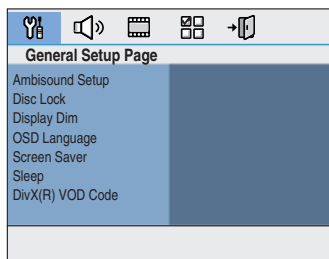 General Setup Page
Ambisound Setup
Disc Lock
Display Dim
OSD Language
Screen Saver
Sleep
DivX(R) VOD Code